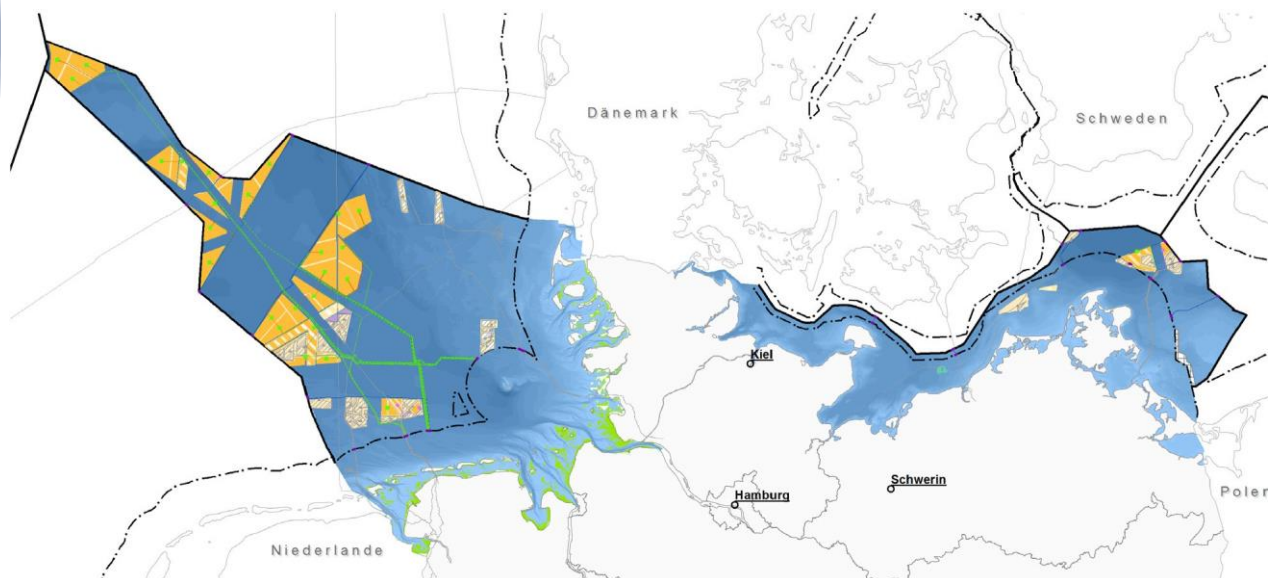 Dänemark
Schweden
Kiel
Schwerin
Hamburg
Polen
Niederlande